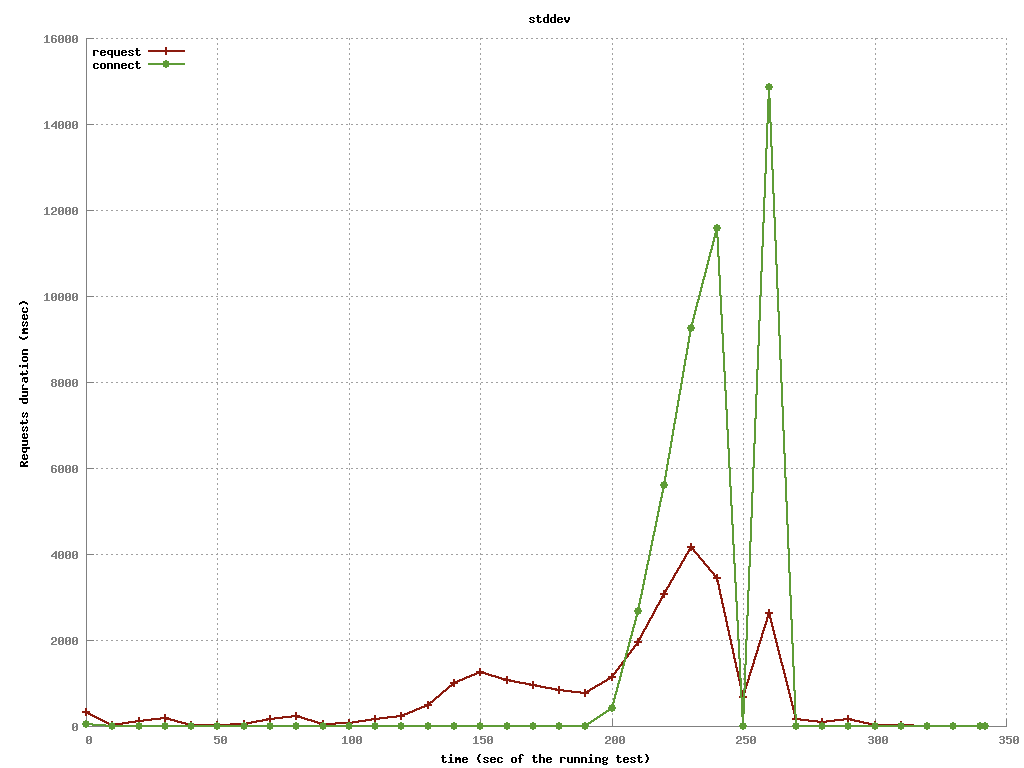 stddev
16000
request
connect
14000
12000
10000
8000
6000
4000
2000
0
Requests duration (msec)
0 50 100 150 200 250 300 350
time (sec of the running test)